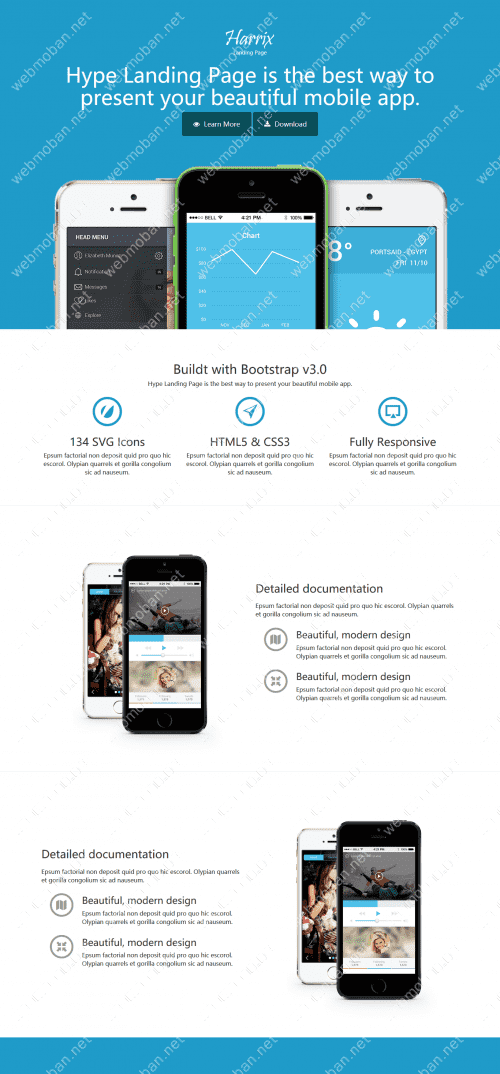 Harrix
Landing Page
Hype Landing Page is the best way to
present your beautiful mobile app.
Learn More
Download
BELL
4:21 PM
100%
HEAD MENU
Chart
8°
PORTSAID - EGYPT
FRI 11/10
Elizabeth Munroe
Notifications
Messages
Likes
Explore
$110
$0
NOV
DEC
JAN
FEB
Buildt with Bootstrap v3.0
Hype Landing Page is the best way to present your beautiful mobile app.
134 SVG Icons
HTML5 & CSS3
Fully Responsive
Epsum factorial non deposit quid pro quo hic
escorol. Olypian quarrels et gorilla congolium
sic ad nauseum.
Epsum factorial non deposit quid pro quo hic
escorol. Olypian quarrels et gorilla congolium
sic ad nauseum.
Epsum factorial non deposit quid pro quo hic
escorol. Olypian quarrels et gorilla congolium
sic ad nauseum.
Detailed documentation
Epsum factorial non deposit quid pro quo hic escorol. Olypian quarrels
et gorilla congolium sic ad nauseum.
Beautiful, modern design
Epsum factorial non deposit quid pro quo hic escorol.
Olypian quarrels et gorilla congolium sic ad nauseum.
Beautiful, modern design
Epsum factorial non deposit quid pro quo hic escorol.
Olypian quarrels et gorilla congolium sic ad nauseum.
Detailed documentation
Epsum factorial non deposit quid pro quo hic escorol. Olypian quarrels
et gorilla congolium sic ad nauseum.
Beautiful, modern design
Epsum factorial non deposit quid pro quo hic escorol.
Olypian quarrels et gorilla congolium sic ad nauseum.
Beautiful, modern design
Epsum factorial non deposit quid pro quo hic escorol.
Olypian quarrels et gorilla congolium sic ad nauseum.
webmoban.net